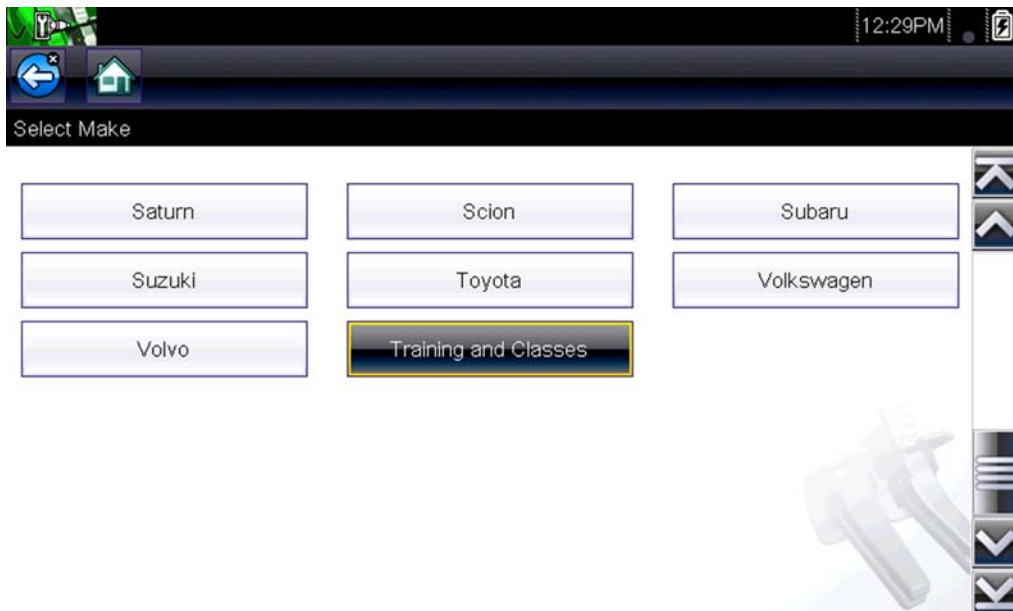 12:29PM
Select Make
Saturn Scion Subaru
Suzuki Toyota Volkswagen
Volvo Training and Classes